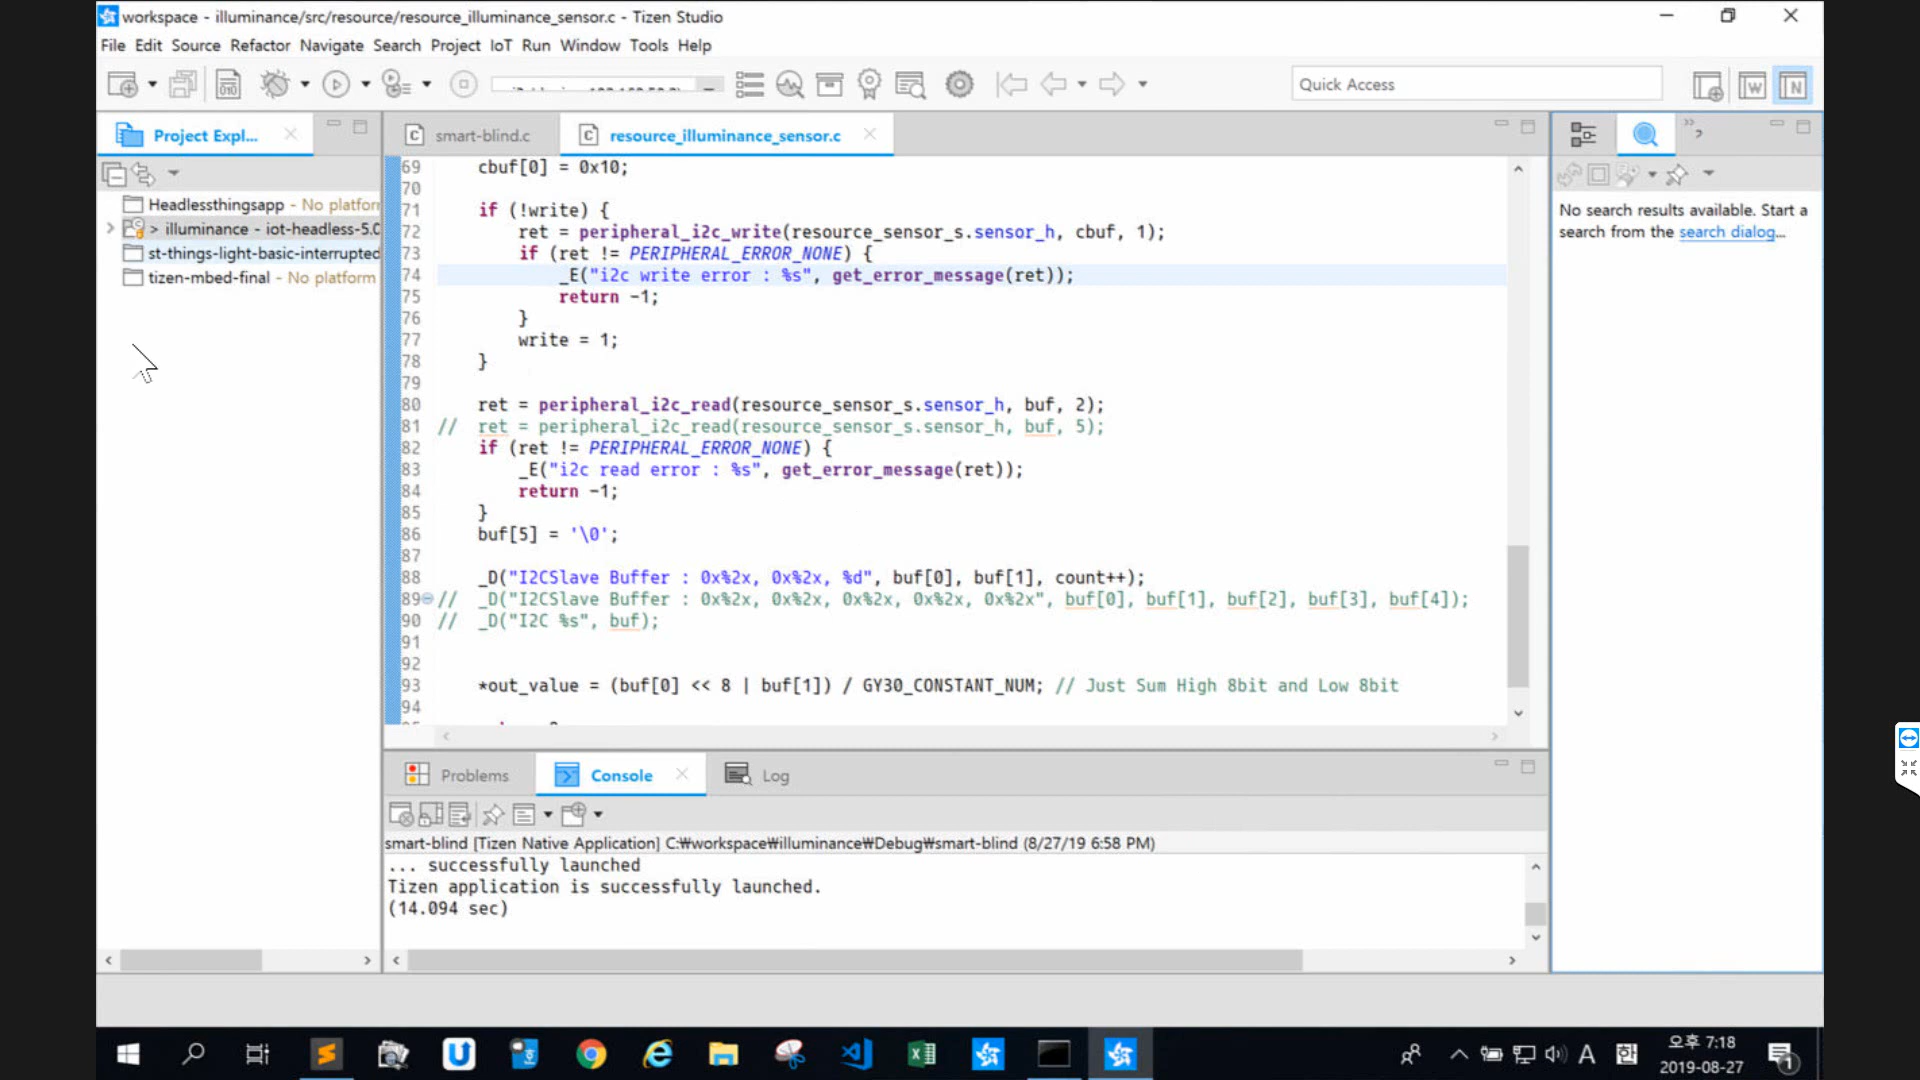 workspace - illuminance/src/resource/resource_illuminance_sensor.c - Tizen Studio
File Edit Source Refactor Navigate Search Project IoT Run Window Tools Help
Quick Access
Project Expl...
smart-blind.c
resource_illuminance_sensor.c
Headlessthingsapp - No platfor
> illuminance - iot-headless-5.0
st-things-light-basic-interrupted
tizen-mbed-final - No platform
69 cbuf[0] = 0x10;
70
71 if (!write) {
72 ret = peripheral_i2c_write(resource_sensor_s.sensor_h, cbuf, 1);
73 if (ret != PERIPHERAL_ERROR_NONE) {
74 _E("i2c write error : %s", get_error_message(ret));
75 return -1;
76 }
77 write = 1;
78 }
79
80 ret = peripheral_i2c_read(resource_sensor_s.sensor_h, buf, 2);
81 // ret = peripheral_i2c_read(resource_sensor_s.sensor_h, buf, 5);
82 if (ret != PERIPHERAL_ERROR_NONE) {
83 _E("i2c read error : %s", get_error_message(ret));
84 return -1;
85 }
86 buf[5] = '\0';
87
88 _D("I2CSlave Buffer : 0x%2x, 0x%2x, %d", buf[0], buf[1], count++);
89 // _D("I2CSlave Buffer : 0x%2x, 0x%2x, 0x%2x, 0x%2x, 0x%2x", buf[0], buf[1], buf[2], buf[3], buf[4]);
90 // _D("I2C %s", buf);
91
92
93 *out_value = (buf[0] << 8 | buf[1]) / GY30_CONSTANT_NUM; // Just Sum High 8bit and Low 8bit
94
No search results available. Start a
search from the search dialog...
Problems
Console
Log
smart-blind [Tizen Native Application] C:₩workspace₩illuminance₩Debug₩smart-blind (8/27/19 6:58 PM)
... successfully launched
Tizen application is successfully launched.
(14.094 sec)
A
한
오후 7:18
2019-08-27
1